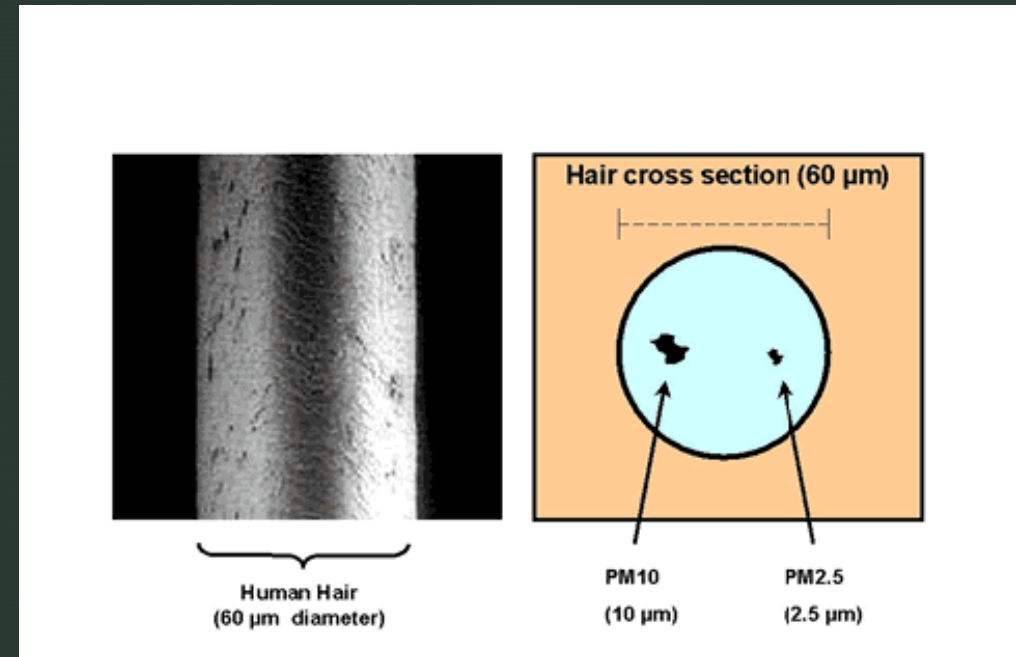 Hair cross section (60 µm)
Human Hair
(60 µm diameter)
PM10
(10 µm)
PM2.5
(2.5 µm)